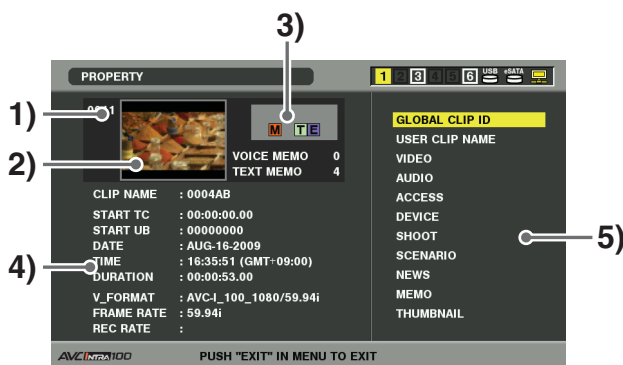 3)
PROPERTY
1 2 3 4 5 6 USB eSATA
1)
M T E
2)
VOICE MEMO 0
TEXT MEMO 4
CLIP NAME : 0004AB
START TC : 00:00:00.00
START UB : 00000000
DATE : AUG-16-2009
4)
TIME : 16:35:51 (GMT+09:00)
DURATION : 00:00:53.00
V_FORMAT : AVC-I_100_1080/59.94i
FRAME RATE : 59.94i
REC RATE :
GLOBAL CLIP ID
USER CLIP NAME
VIDEO
AUDIO
ACCESS
DEVICE
SHOOT
5)
SCENARIO
NEWS
MEMO
THUMBNAIL
AVC INTRA 100
PUSH "EXIT" IN MENU TO EXIT